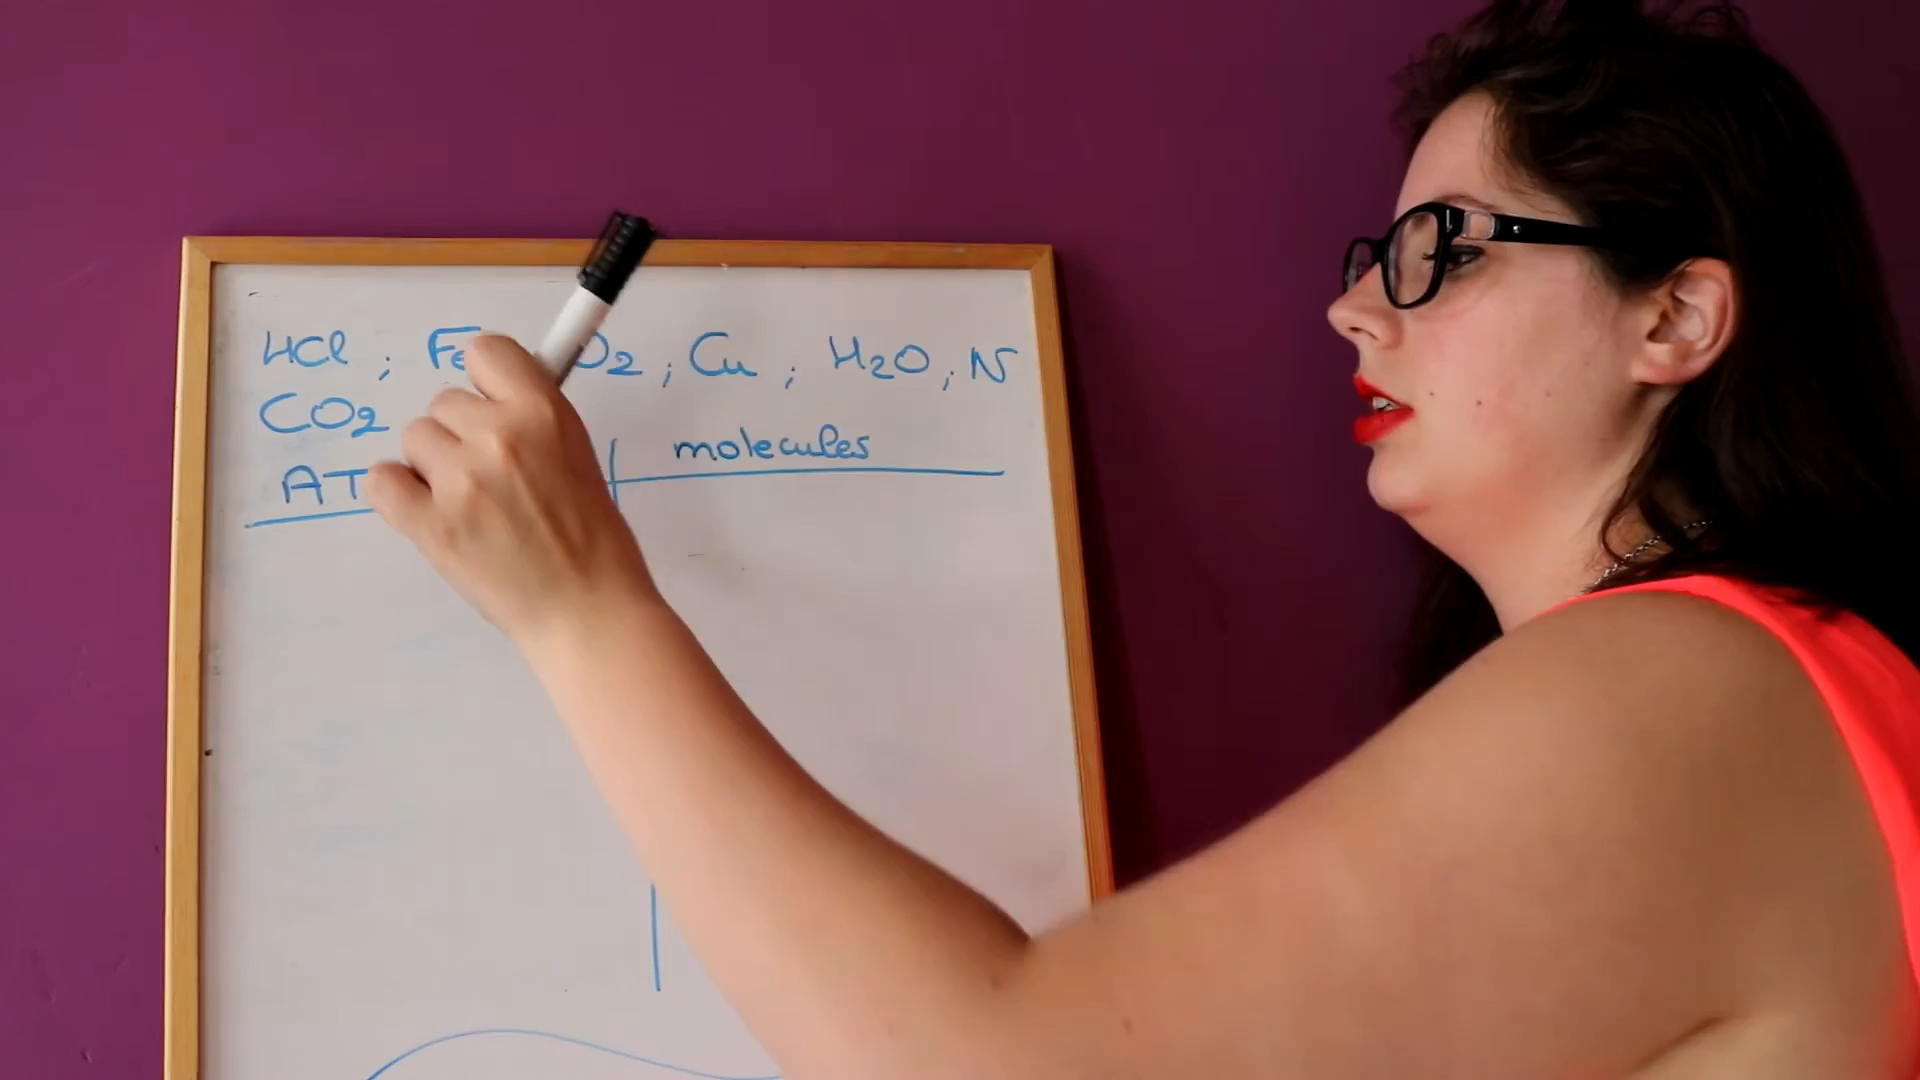 HCl ; Fe O2 ; Cu ; H2O ; N
CO2
AT
molecules